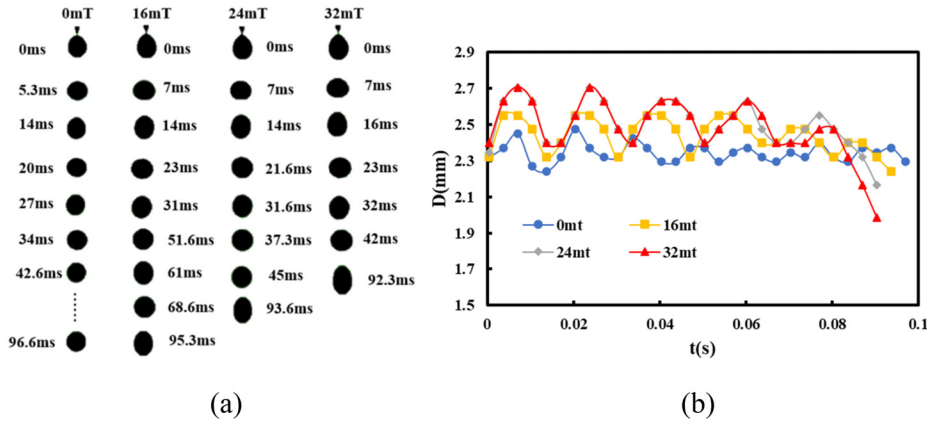 (a)
0mT 16mT 24mT 32mT
0ms 0ms 0ms 0ms
5.3ms 7ms 7ms 7ms
14ms 14ms 14ms 16ms
20ms 23ms 21.6ms 23ms
27ms 31ms 31.6ms 32ms
34ms 51.6ms 37.3ms 42ms
42.6ms 61ms 45ms 92.3ms
68.6ms 93.6ms
96.6ms 95.3ms
(a)
(b)
2.9
2.7
2.5
2.3
2.1
1.9
1.7
1.5
D(mm)
0mt 16mt
24mt 32mt
0 0.02 0.04 0.06 0.08 0.1
t(s)
(b)